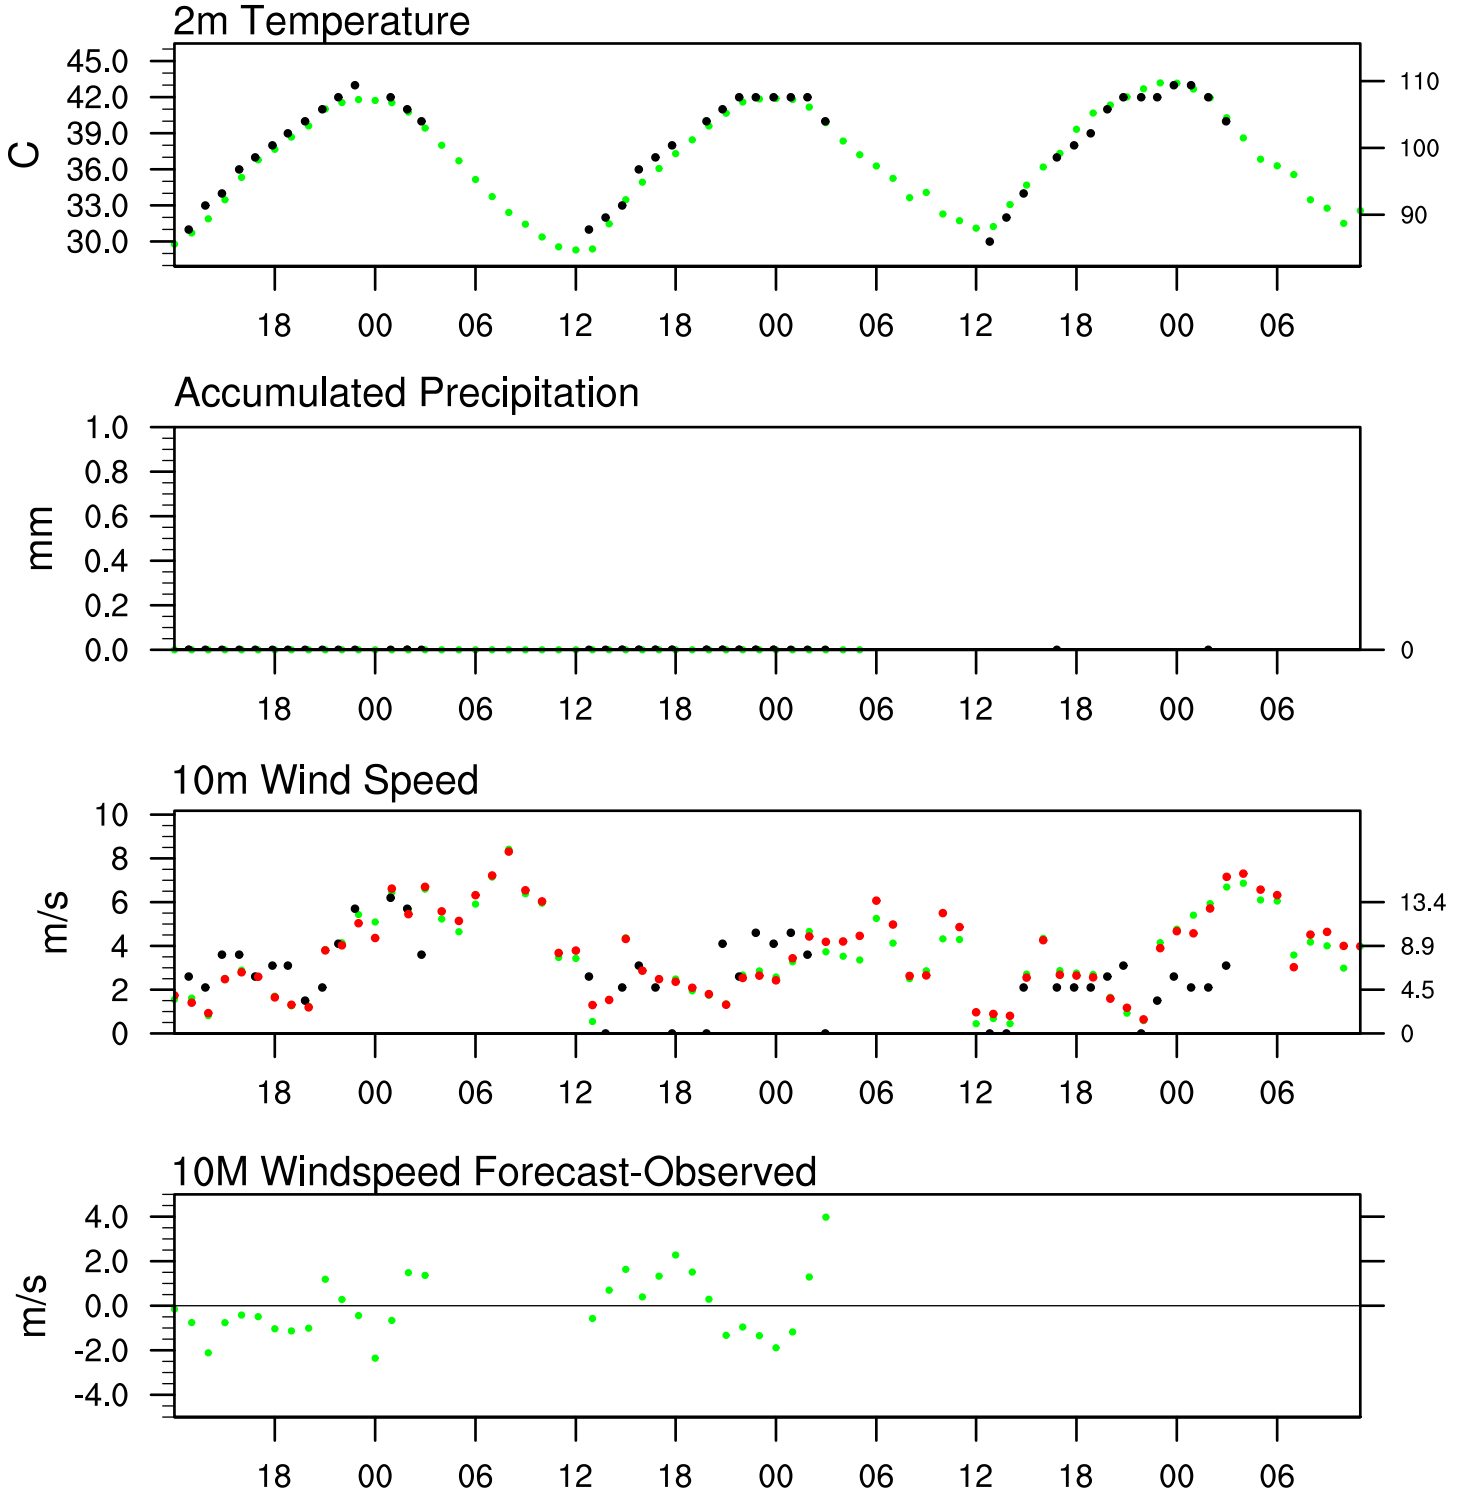 2m Temperature
45.0
42.0
39.0
36.0
33.0
30.0
C
110
100
90
18 00 06 12 18 00 06 12 18 00 06
Accumulated Precipitation
1.0
0.8
0.6
0.4
0.2
0.0
mm
0
18 00 06 12 18 00 06 12 18 00 06
10m Wind Speed
10
8
6
4
2
0
m/s
13.4
8.9
4.5
0
18 00 06 12 18 00 06 12 18 00 06
10M Windspeed Forecast-Observed
4.0
2.0
0.0
-2.0
-4.0
m/s
18 00 06 12 18 00 06 12 18 00 06